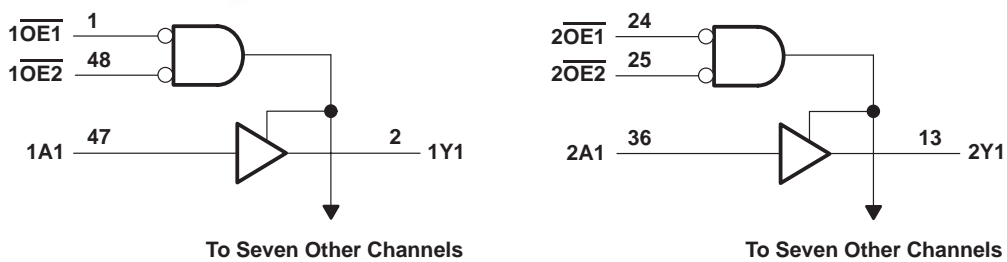 1OE1 1
1OE2 48
1A1 47 2 1Y1
To Seven Other Channels
2OE1 24
2OE2 25
2A1 36 13 2Y1
To Seven Other Channels